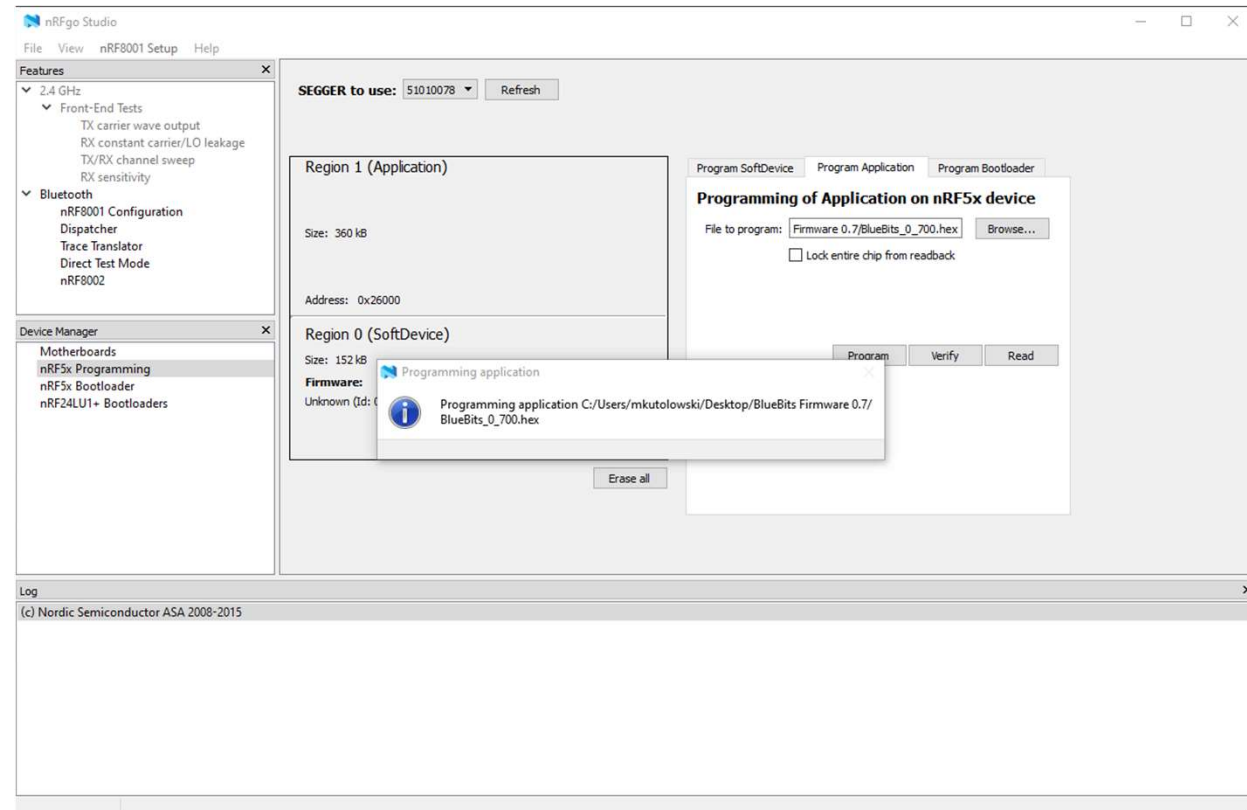 nRFgo Studio
File View nRF8001 Setup Help
Features
2.4 GHz
Front-End Tests
TX carrier wave output
RX constant carrier/LO leakage
TX/RX channel sweep
RX sensitivity
Bluetooth
nRF8001 Configuration
Dispatcher
Trace Translator
Direct Test Mode
nRF8002
Device Manager
Motherboards
nRF5x Programming
nRF5x Bootloader
nRF24LU1+ Bootloaders
SEGGER to use: 51010078 Refresh
Region 1 (Application)
Size: 360 kB
Address: 0x26000
Region 0 (SoftDevice)
Size: 152 kB
Firmware:
Unknown (Id:
Erase all
Program SoftDevice Program Application Program Bootloader
Programming of Application on nRF5x device
File to program: Firmware 0.7/BlueBits_0_700.hex Browse...
Lock entire chip from readback
Program Verify Read
Programming application
Programming application C:/Users/mkutolowski/Desktop/BlueBits Firmware 0.7/
BlueBits_0_700.hex
Log
(c) Nordic Semiconductor ASA 2008-2015